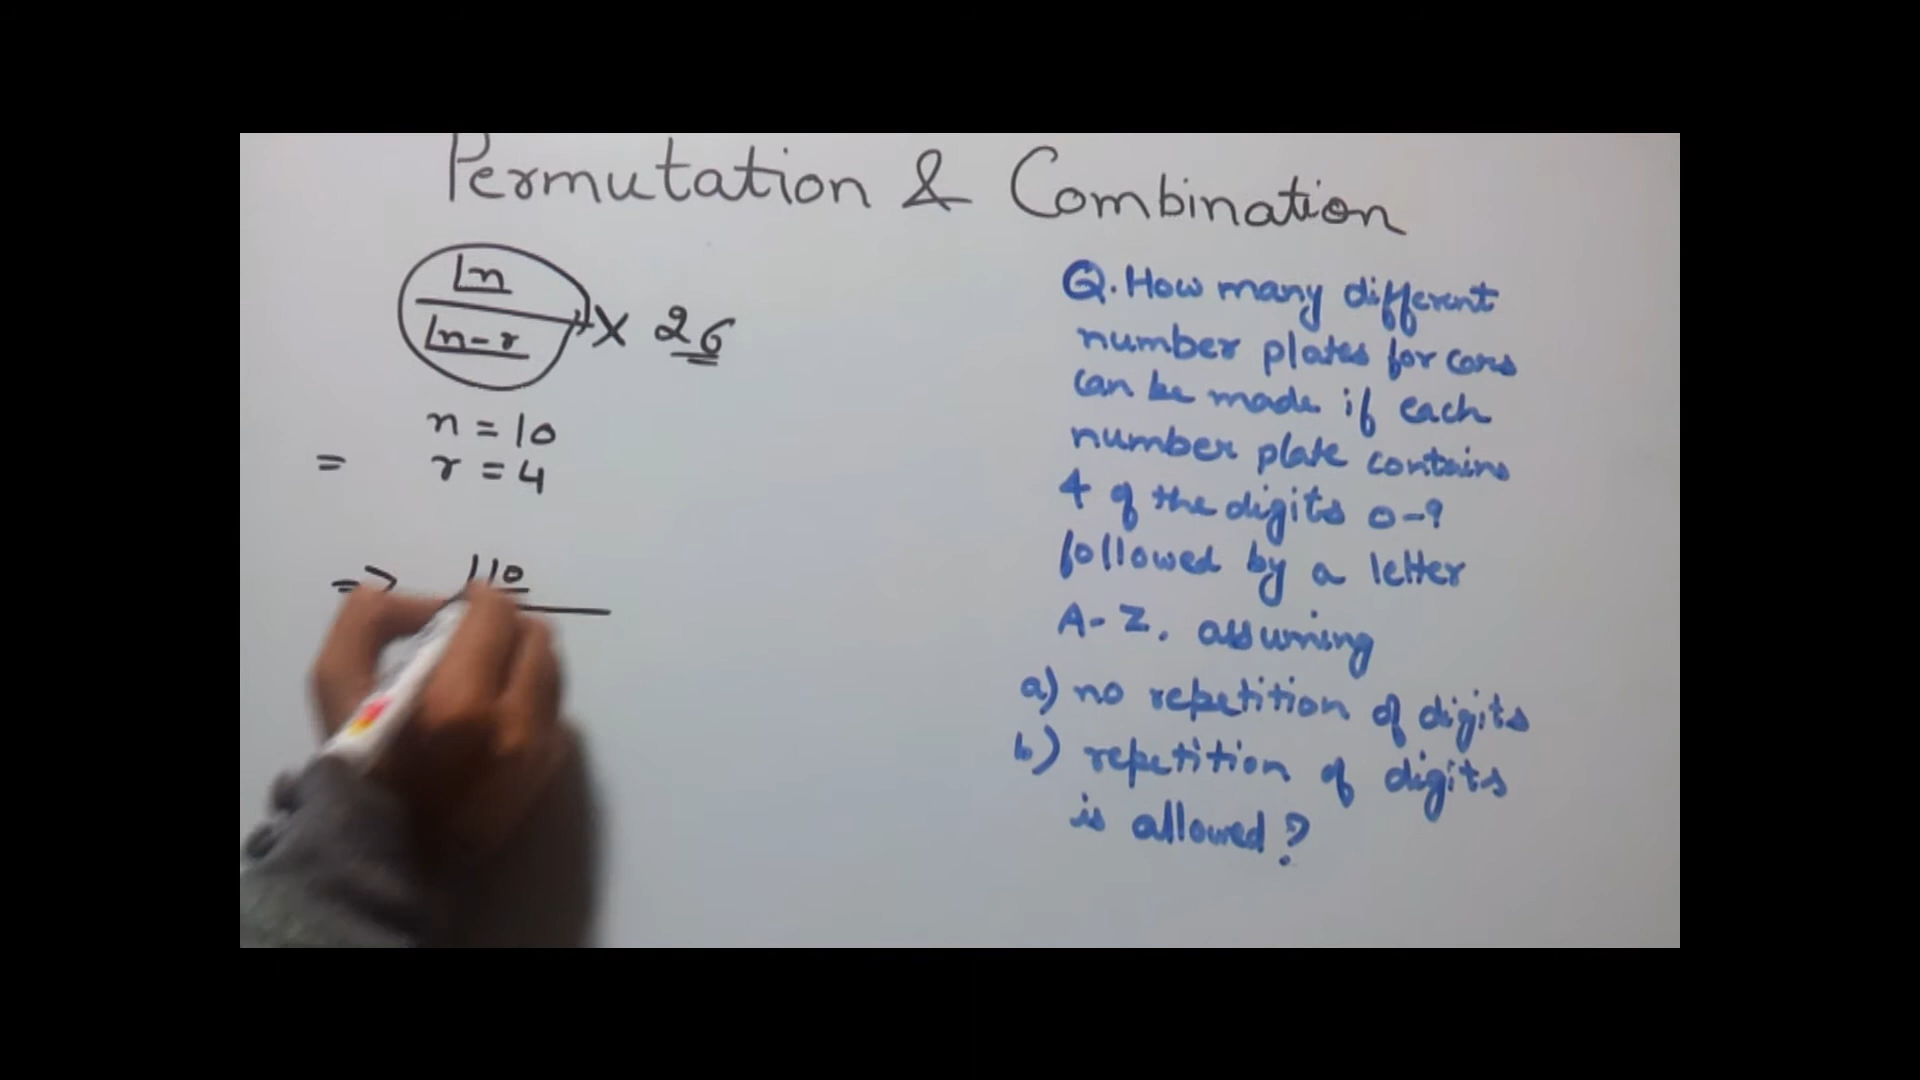 Permutation & Combination
|n
|n-r
× 26
n = 10
= r = 4
=> |10
Q. How many different
number plates for cars
can be made if each
number plate contains
4 of the digits 0-9
followed by a letter
A-Z. assuming
a) no repetition of digits
b) repetition of digits
is allowed?